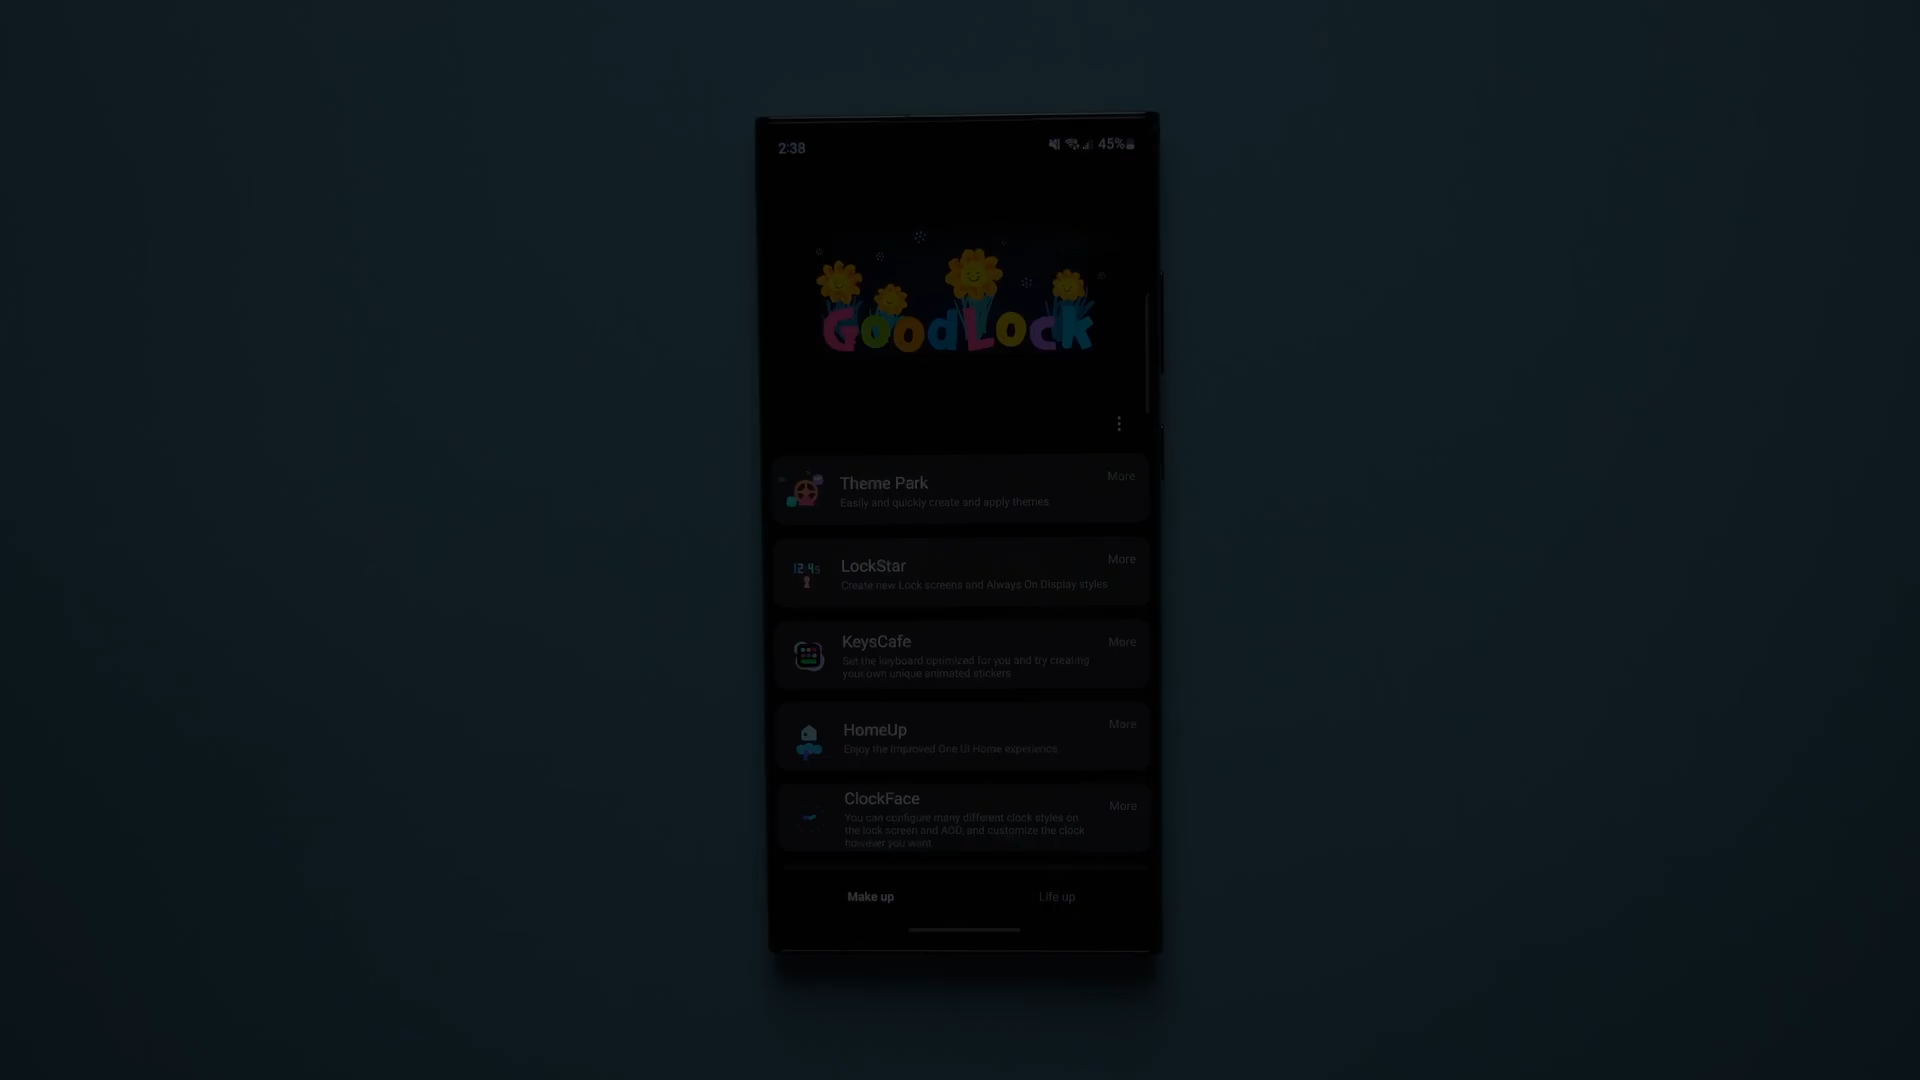 2:38
45%
GoodLock
Theme Park
More
Easily and quickly create and apply themes
12:45
LockStar
More
Create new Lock screens and Always On Display styles
KeysCafe
More
Set the keyboard optimized for you and try creating
your own unique animated stickers
HomeUp
More
Enjoy the improved One UI Home experience
ClockFace
More
You can configure many different clock styles on
the lock screen and AOD, and customize the clock
however you want
Make up
Life up